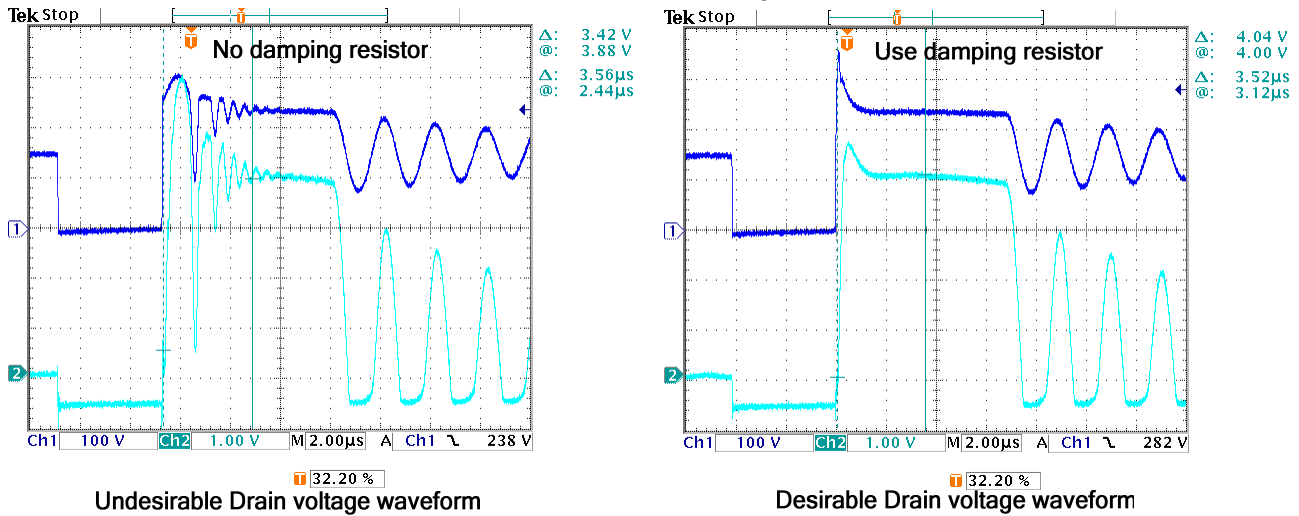 Tek Stop
T
T
No damping resistor
Δ: 3.42 V
@: 3.88 V
Δ: 3.56µs
@: 2.44µs
1
2
Ch1 100 V Ch2 1.00 V M 2.00µs A Ch1 238 V
T 32.20 %
Undesirable Drain voltage waveform
Tek Stop
T
T
Use damping resistor
Δ: 4.04 V
@: 4.00 V
Δ: 3.52µs
@: 3.12µs
1
2
Ch1 100 V Ch2 1.00 V M 2.00µs A Ch1 282 V
T 32.20 %
Desirable Drain voltage waveform